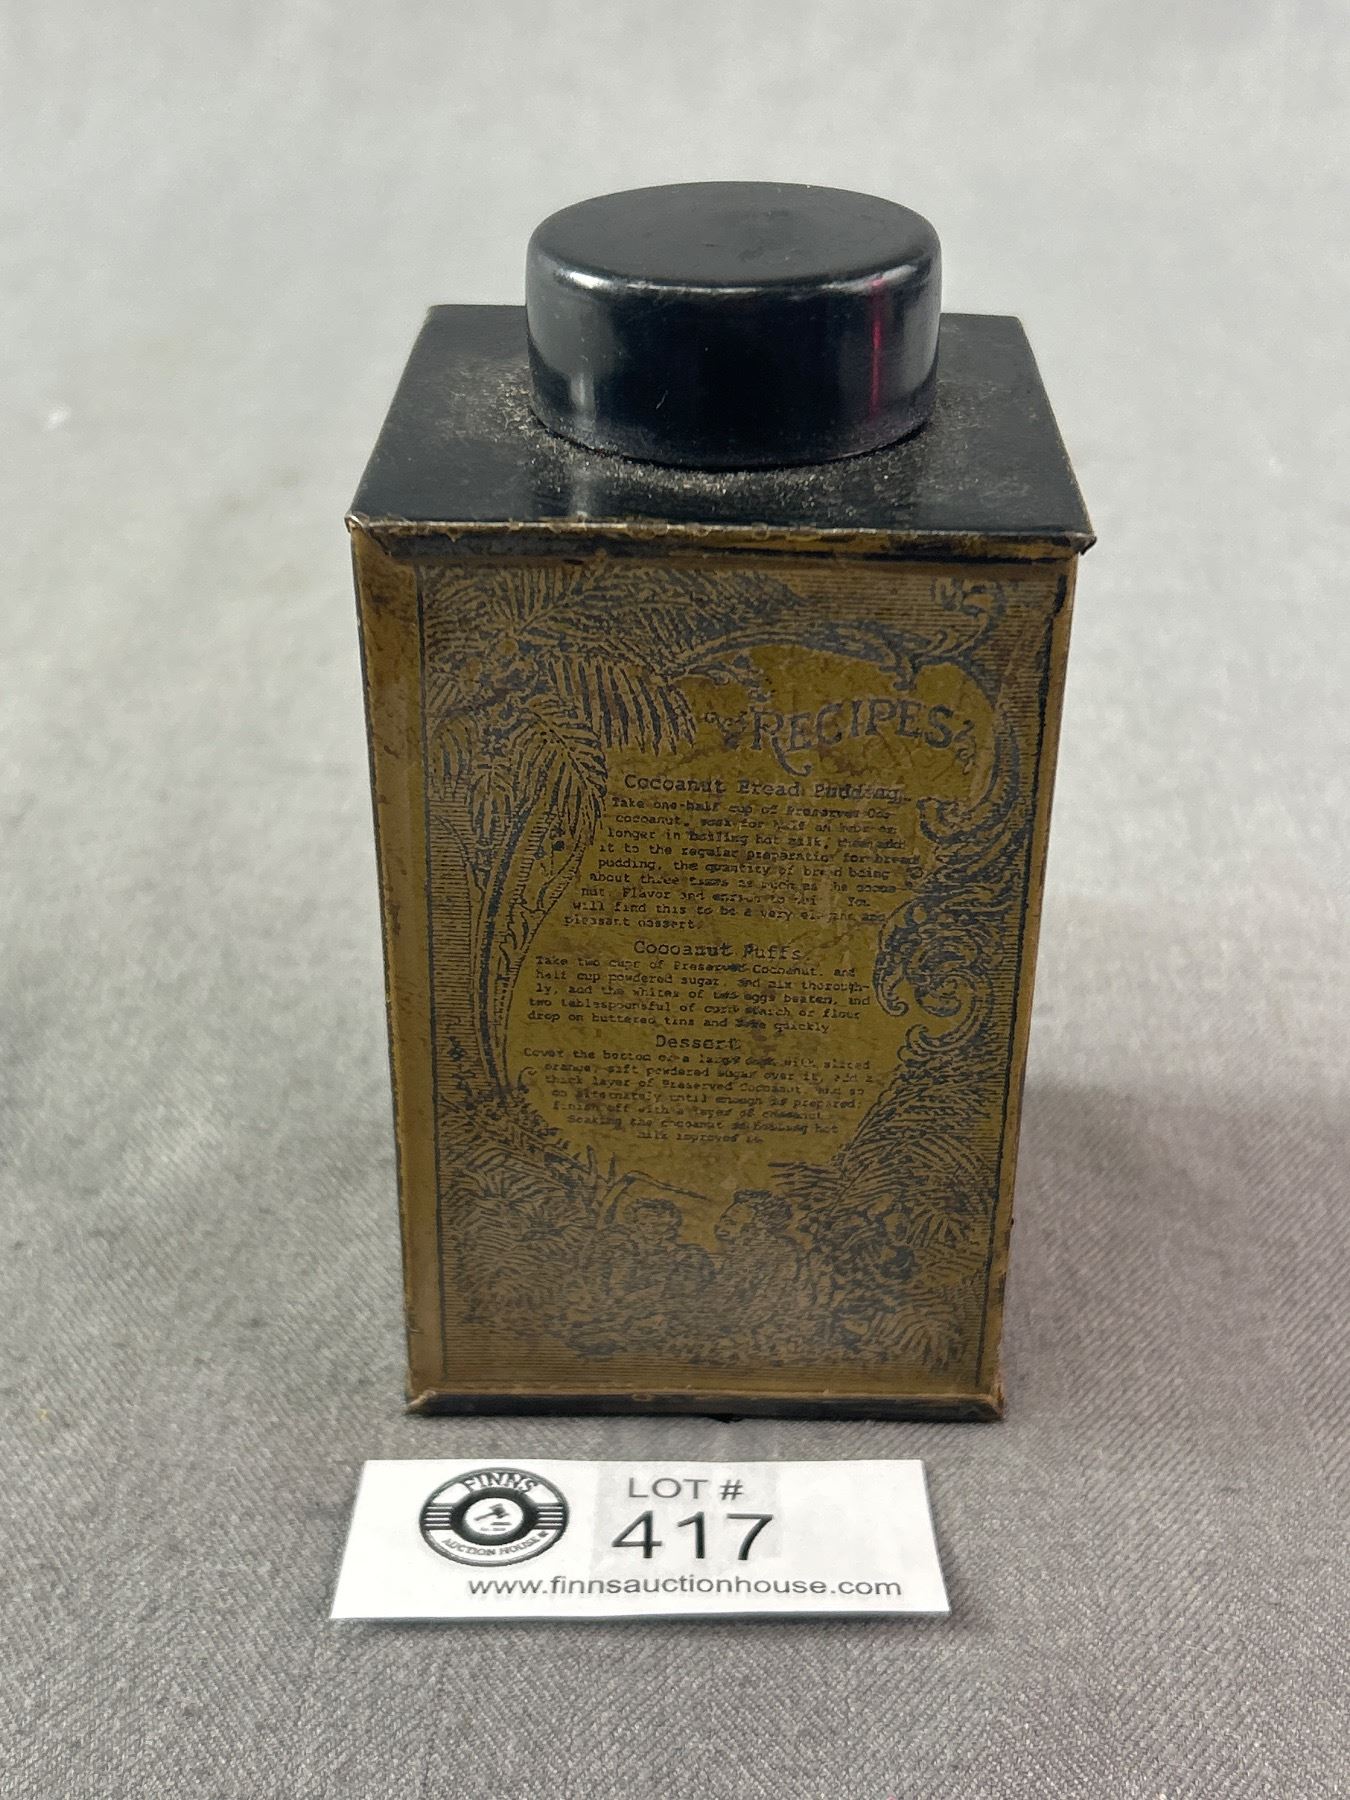 RECIPES
Cocoanut Bread Pudding.
Take one-half cup of Preserved Co-
cocoanut, soak for half an hour or
longer in boiling hot milk, then add
it to the regular preparation for bread
pudding, the quantity of bread being
about three times as much as the cocoa-
nut. Flavor and You
will find this to be a very and
pleasant dessert.
Cocoanut Puffs.
Take two cups of Preserved Cocoanut, and
half cup powdered sugar, and mix thorough-
ly, add the whites of two eggs beaten, and
two tablespoonsful of corn starch or flour
drop on buttered tins and bake quickly
Dessert.
Cover the bottom of a large dish with sliced
orange, sift powdered sugar over it, add a
thick layer of Preserved Cocoanut, and so
on alternately until enough is prepared;
finish off with a layer of cocoanut.
Soaking the cocoanut in boiling hot
milk improves it.
FINNS
AUCTION HOUSE
LOT #
417
www.finnsauctionhouse.com